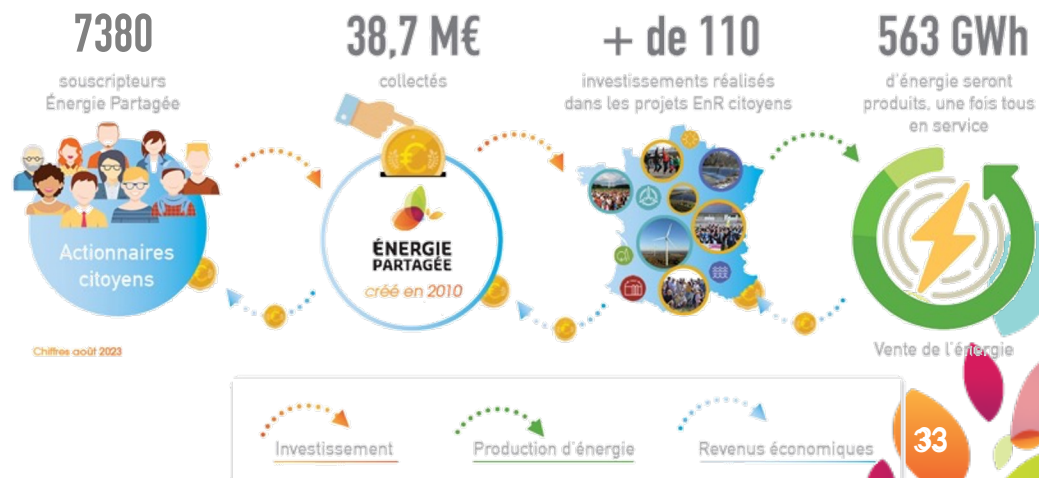 7380
souscripteurs
Énergie Partagée
38,7 M€
collectés
+ de 110
investissements réalisés
dans les projets EnR citoyens
563 GWh
d'énergie seront
produits, une fois tous
en service
Actionnaires
citoyens
€
ÉNERGIE
PARTAGÉE
créé en 2010
Chiffres août 2023
Vente de l'énergie
Investissement
Production d'énergie
Revenus économiques
33